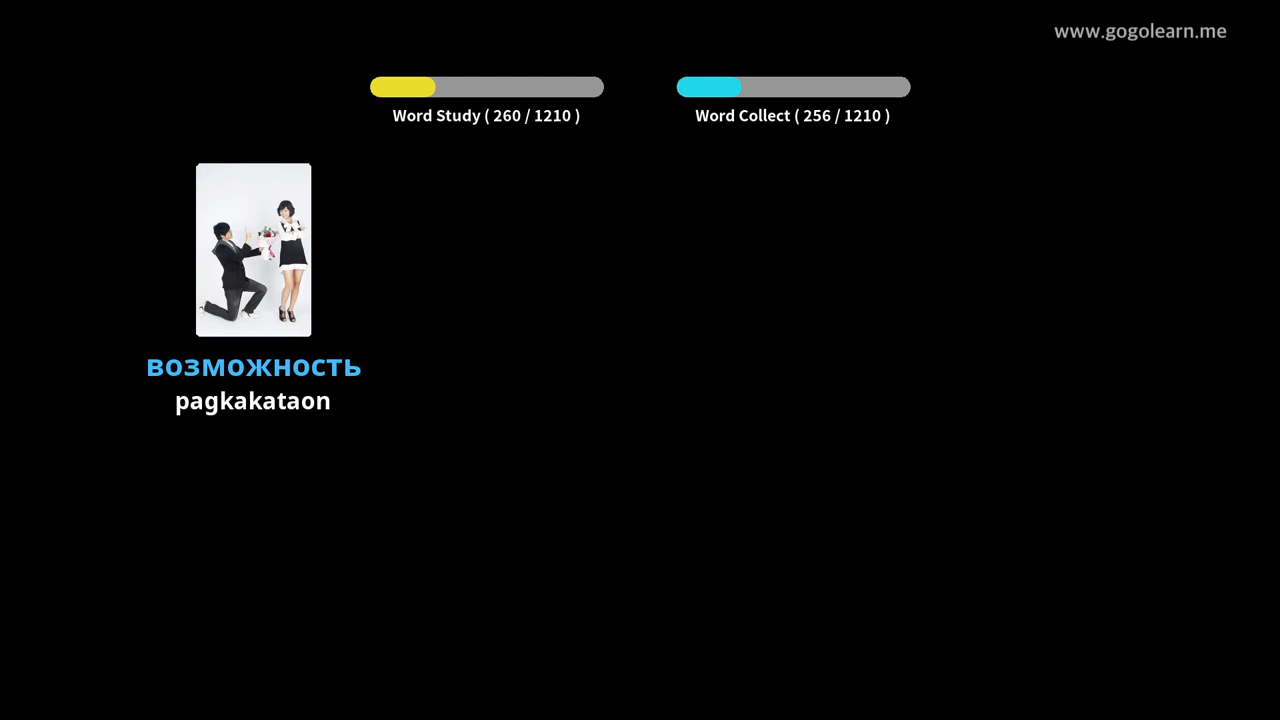 www.gogolearn.me
Word Study ( 260 / 1210 )
Word Collect ( 256 / 1210 )
возможность
pagkakataon